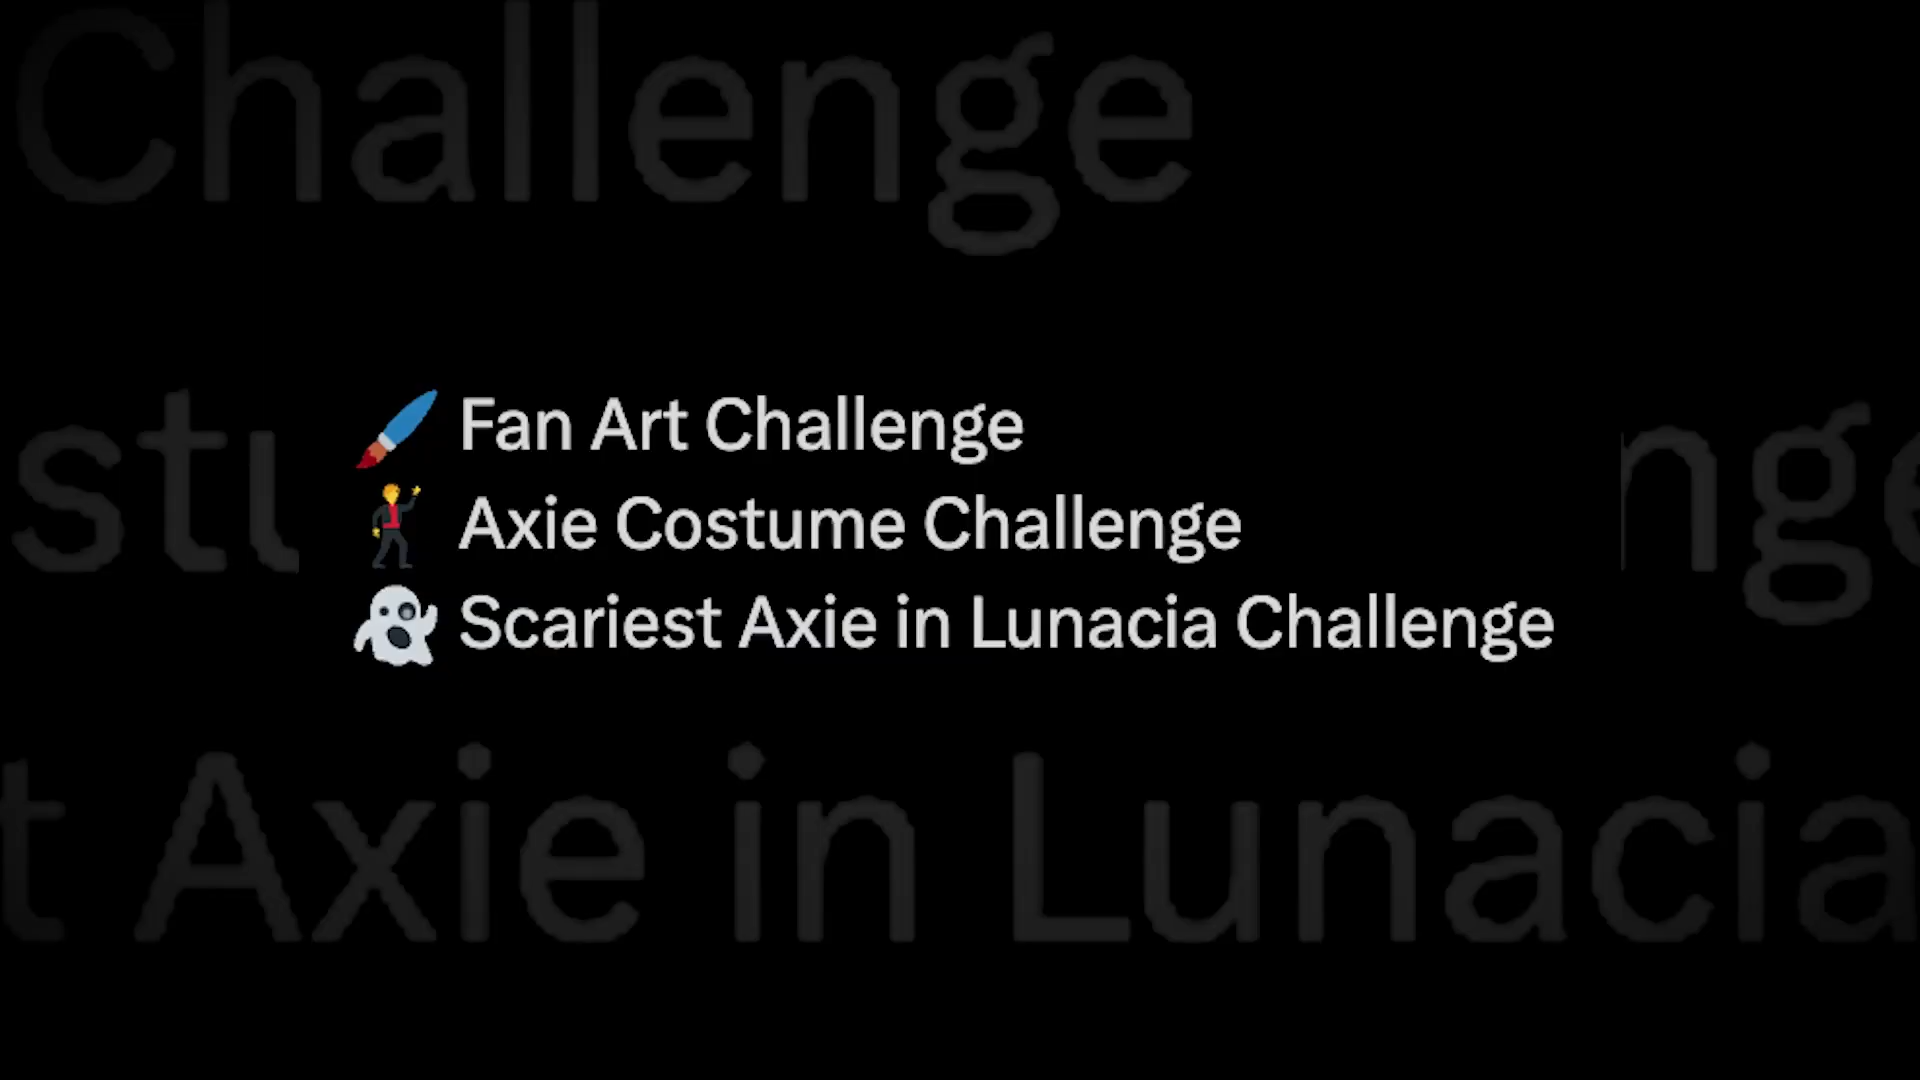 Challenge
Fan Art Challenge
Axie Costume Challenge
Scariest Axie in Lunacia Challenge
t Axie in Lunacia